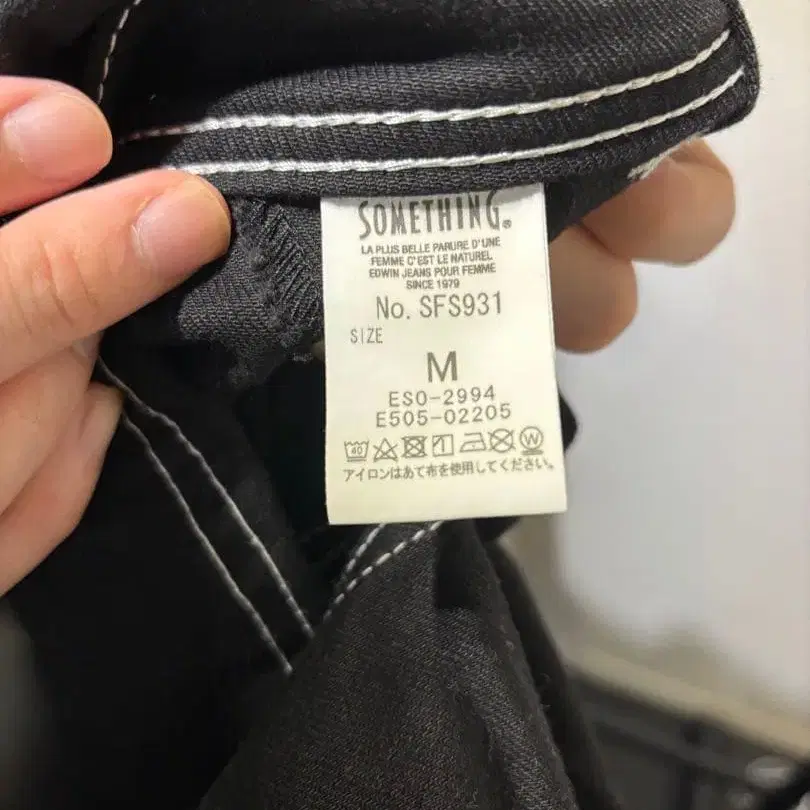 SOMETHING®
LA PLUS BELLE PARURE D'UNE
FEMME C'EST LE NATUREL
EDWIN JEANS POUR FEMME
SINCE 1979
No. SFS931
SIZE
M
ESO-2994
E505-02205
40 W
アイロンはあて布を使用してください。